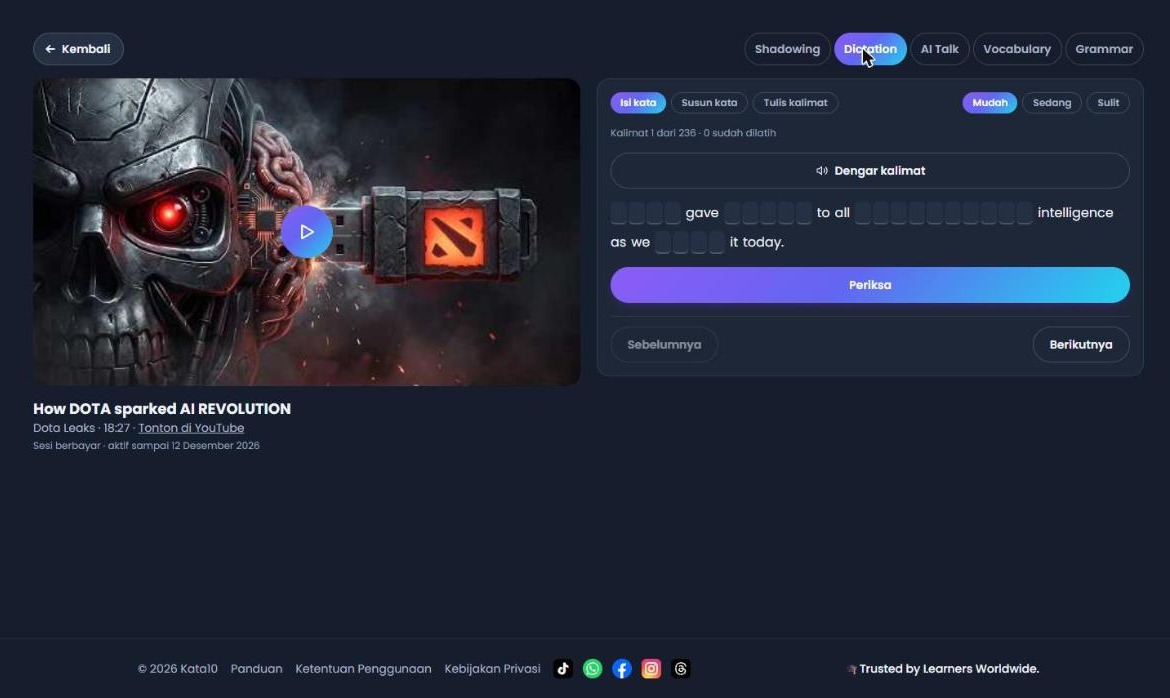 Kembali
Shadowing Dictation AI Talk Vocabulary Grammar
Isi kata Susun kata Tulis kalimat Mudah Sedang Sulit
Kalimat 1 dari 236 · 0 sudah dilatih
Dengar kalimat
gave to all intelligence
as we it today.
Periksa
Sebelumnya Berikutnya
How DOTA sparked AI REVOLUTION
Dota Leaks · 18:27 · Tonton di YouTube
Sesi berbayar · aktif sampai 12 Desember 2026
© 2026 Kata10 Panduan Ketentuan Penggunaan Kebijakan Privasi Trusted by Learners Worldwide.